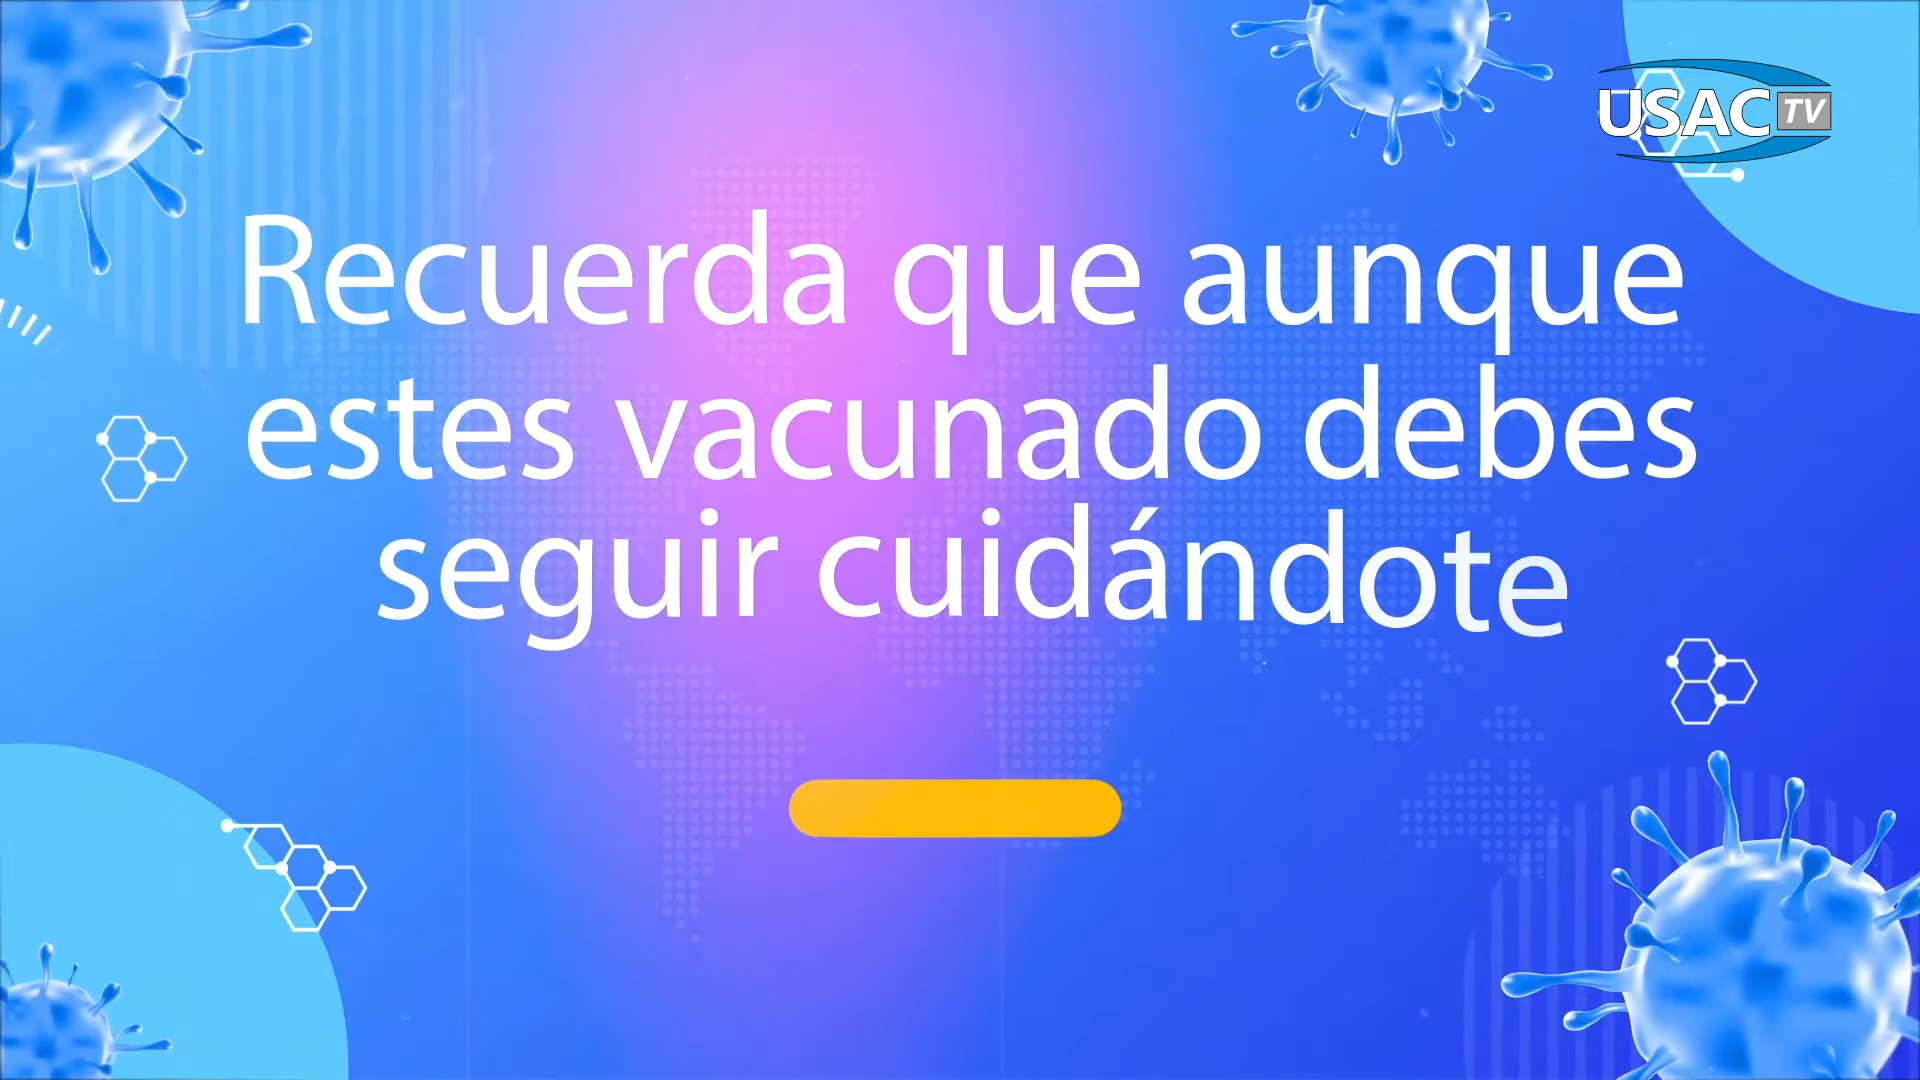 USAC TV
Recuerda que aunque
estes vacunado debes
seguir cuidándote